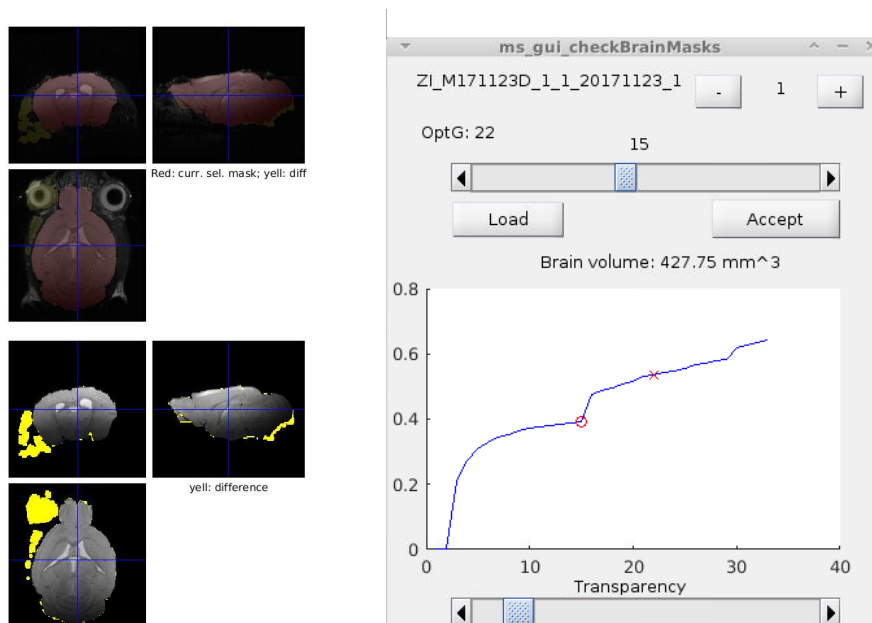 Red: curr. sel. mask; yell: diff
yell: difference
ms_gui_checkBrainMasks
ZI_M171123D_1_1_20171123_1
-
1
+
OptG: 22
15
Load
Accept
Brain volume: 427.75 mm^3
0.8
0.6
0.4
0.2
0
0
10
20
30
40
Transparency